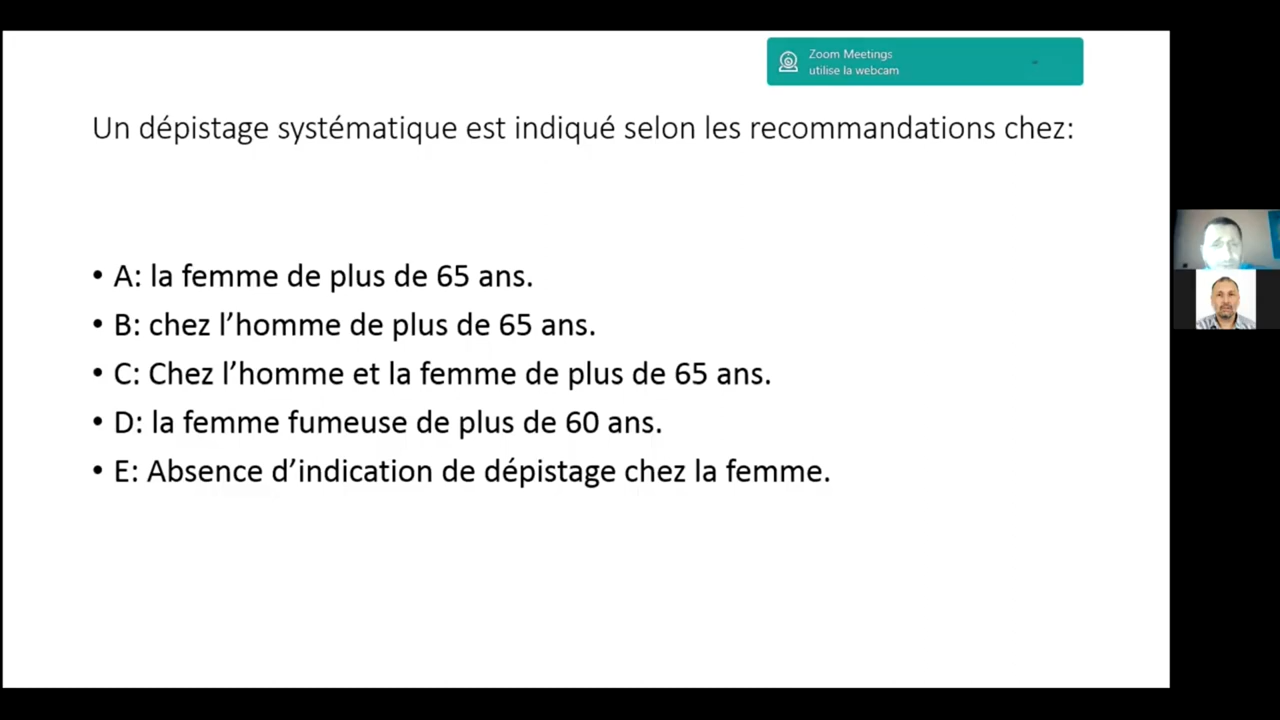 Zoom Meetings
utilise la webcam
Un dépistage systématique est indiqué selon les recommandations chez:
• A: la femme de plus de 65 ans.
• B: chez l’homme de plus de 65 ans.
• C: Chez l’homme et la femme de plus de 65 ans.
• D: la femme fumeuse de plus de 60 ans.
• E: Absence d’indication de dépistage chez la femme.